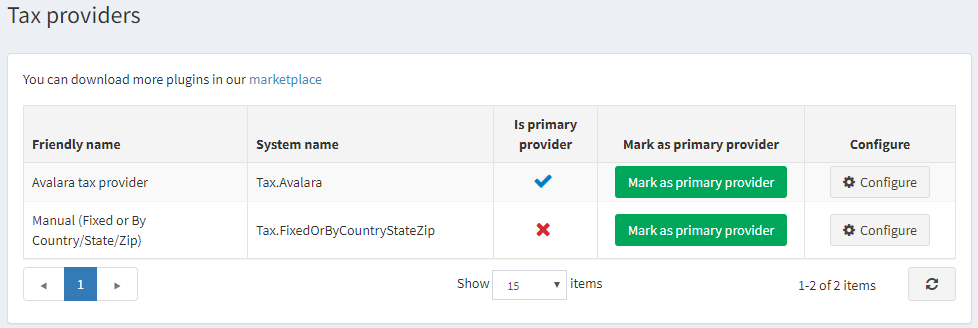 Tax providers
You can download more plugins in our marketplace
Is primary
Friendly name System name provider Mark as primary provider Configure
Avalara tax provider Tax.Avalara Mark as primary provider Configure
Manual (Fixed or By
Country/State/Zip) Tax.FixedOrByCountryStateZip Mark as primary provider Configure
1 Show 15 items 1-2 of 2 items